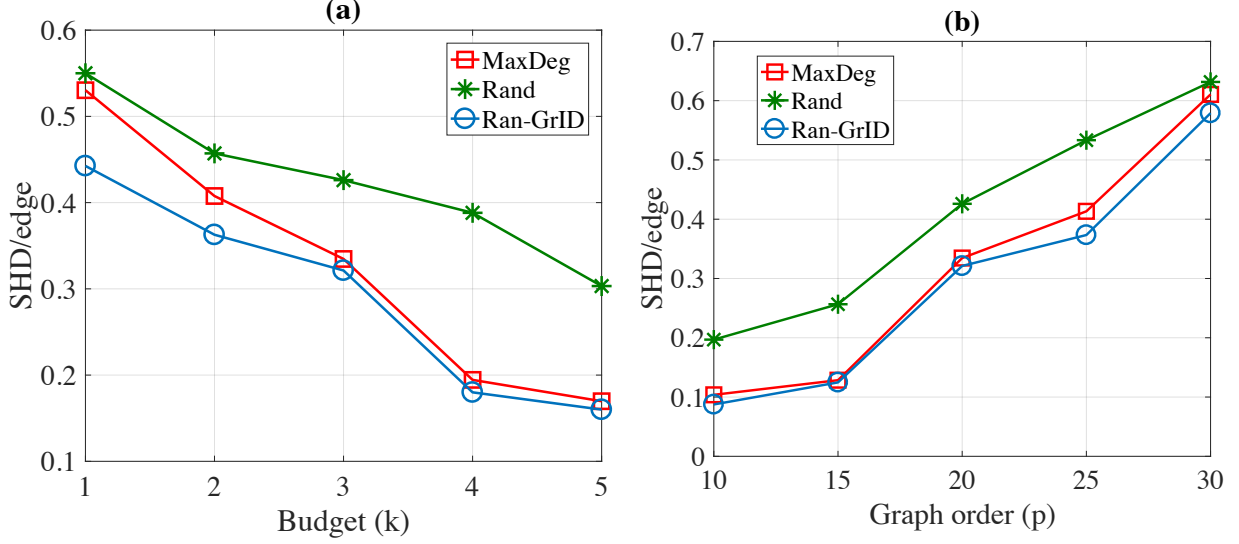 (a)
0.6
0.5
0.4
0.3
0.2
0.1
SHD/edge
MaxDeg
Rand
Ran-GrID
1 2 3 4 5
Budget (k)
(b)
0.7
0.6
0.5
0.4
0.3
0.2
0.1
0
SHD/edge
MaxDeg
Rand
Ran-GrID
10 15 20 25 30
Graph order (p)